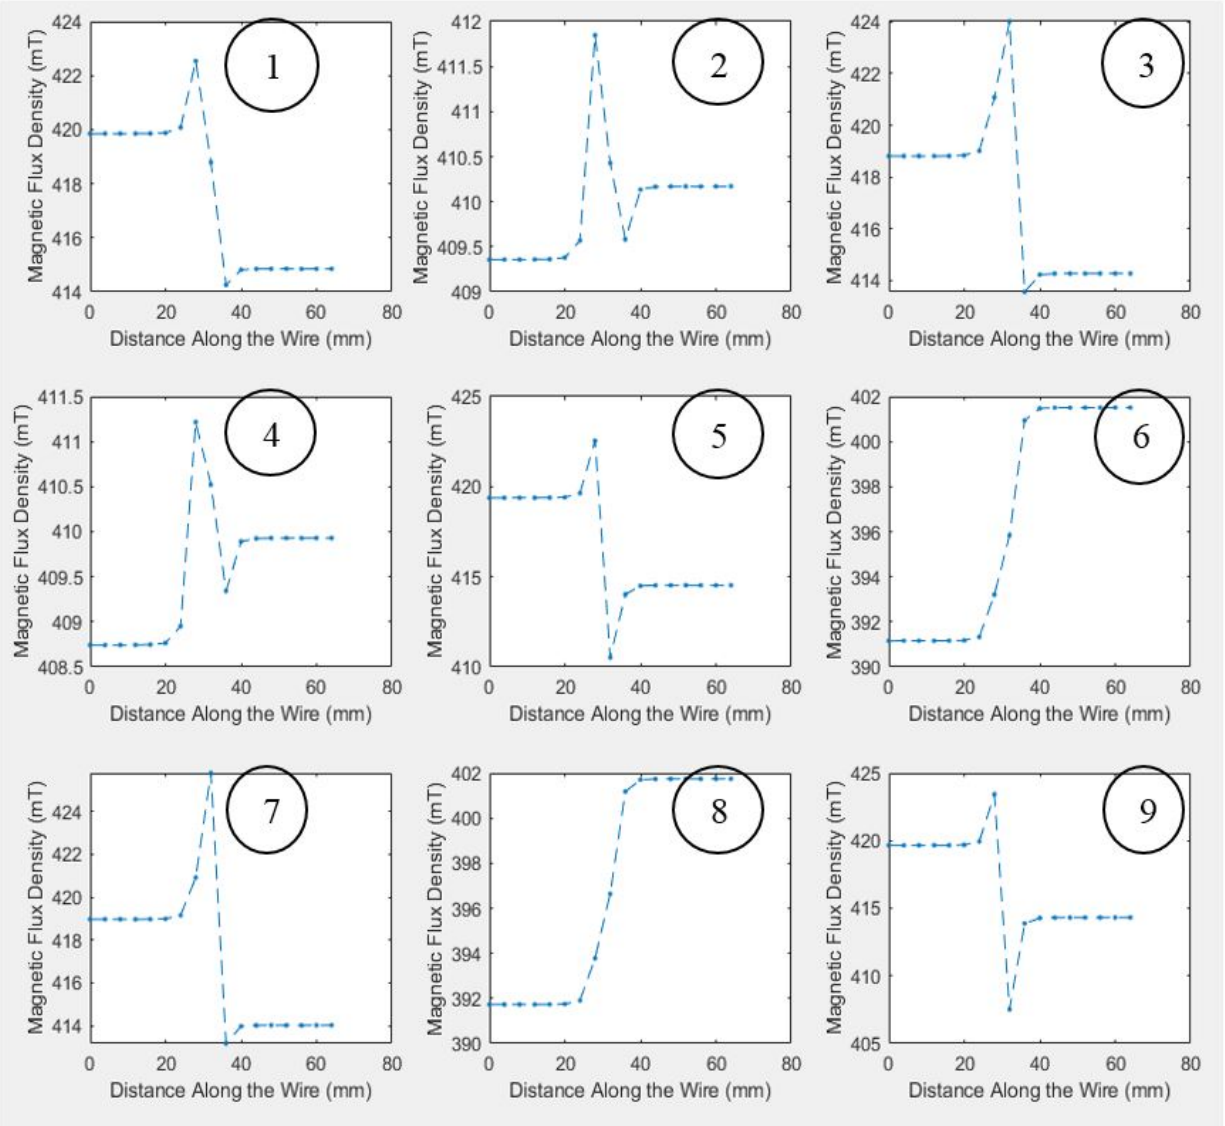 424
422
420
418
416
414
0 20 40 60 80
Magnetic Flux Density (mT)
Distance Along the Wire (mm)
1
412
411.5
411
410.5
410
409.5
409
0 20 40 60 80
Magnetic Flux Density (mT)
Distance Along the Wire (mm)
2
424
422
420
418
416
414
0 20 40 60 80
Magnetic Flux Density (mT)
Distance Along the Wire (mm)
3
411.5
411
410.5
410
409.5
409
408.5
0 20 40 60 80
Magnetic Flux Density (mT)
Distance Along the Wire (mm)
4
425
420
415
410
0 20 40 60 80
Magnetic Flux Density (mT)
Distance Along the Wire (mm)
5
402
400
398
396
394
392
390
0 20 40 60 80
Magnetic Flux Density (mT)
Distance Along the Wire (mm)
6
424
422
420
418
416
414
0 20 40 60 80
Magnetic Flux Density (mT)
Distance Along the Wire (mm)
7
402
400
398
396
394
392
390
0 20 40 60 80
Magnetic Flux Density (mT)
Distance Along the Wire (mm)
8
425
420
415
410
405
0 20 40 60 80
Magnetic Flux Density (mT)
Distance Along the Wire (mm)
9